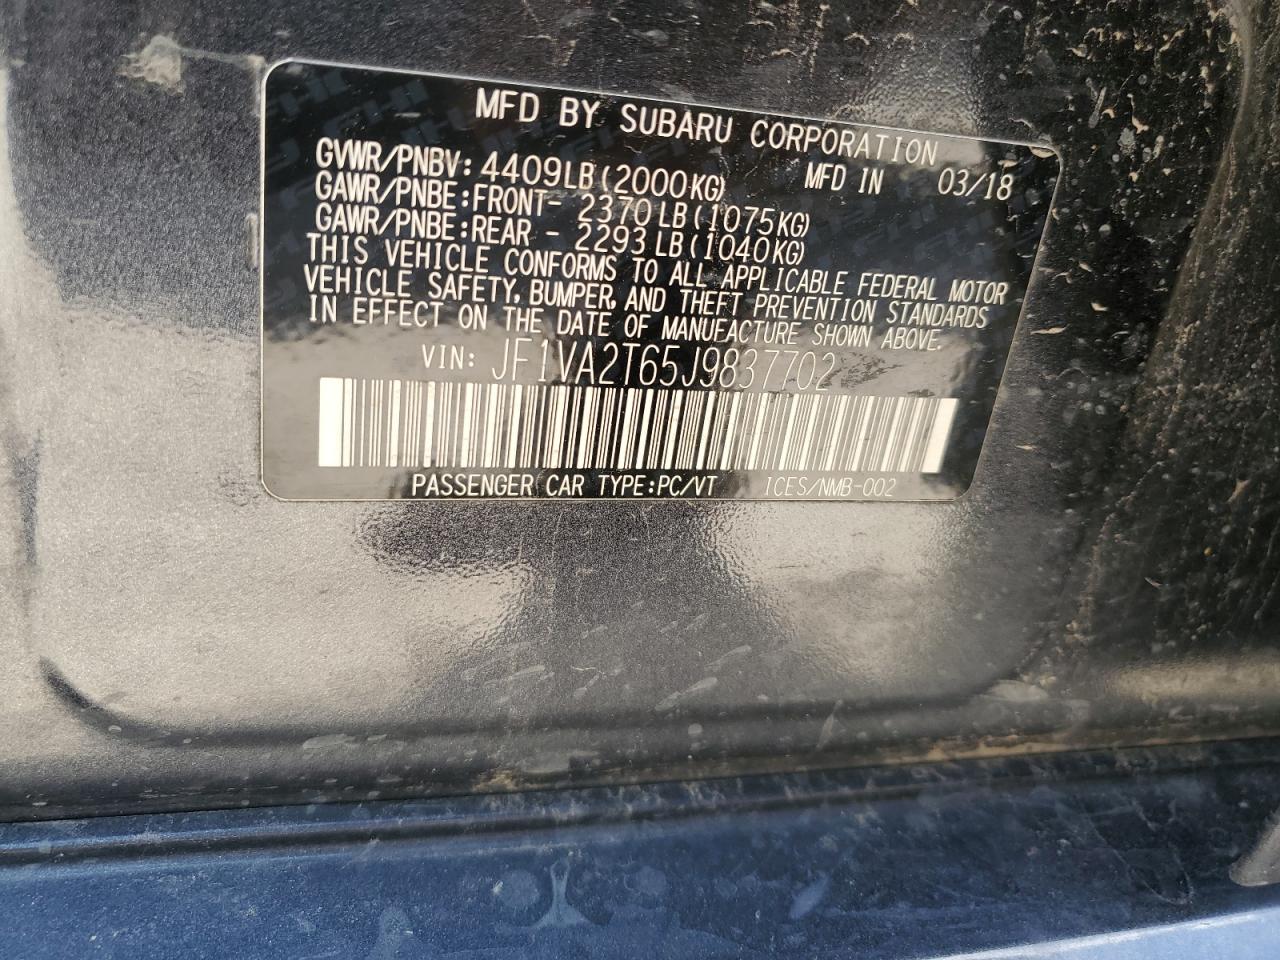 MFD BY SUBARU CORPORATION
GVWR/PNBV: 4409LB(2000KG) MFD IN 03/18
GAWR/PNBE:FRONT- 2370LB(1075KG)
GAWR/PNBE:REAR - 2293LB(1040KG)
THIS VEHICLE CONFORMS TO ALL APPLICABLE FEDERAL MOTOR
VEHICLE SAFETY, BUMPER, AND THEFT PREVENTION STANDARDS
IN EFFECT ON THE DATE OF MANUFACTURE SHOWN ABOVE.
VIN: JF1VA2T65J9837702
PASSENGER CAR TYPE:PC/VT ICES/NMB-002